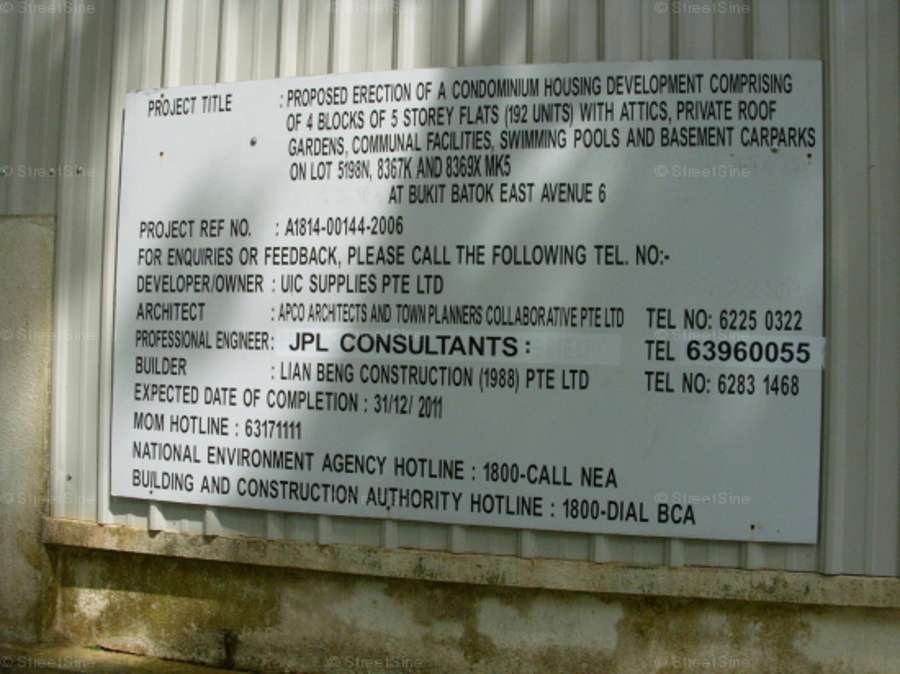 PROJECT TITLE : PROPOSED ERECTION OF A CONDOMINIUM HOUSING DEVELOPMENT COMPRISING
OF 4 BLOCKS OF 5 STOREY FLATS (192 UNITS) WITH ATTICS, PRIVATE ROOF
GARDENS, COMMUNAL FACILITIES, SWIMMING POOLS AND BASEMENT CARPARKS
ON LOT 5198N, 8367K AND 8369X MK5
AT BUKIT BATOK EAST AVENUE 6
PROJECT REF NO. : A1814-00144-2006
FOR ENQUIRIES OR FEEDBACK, PLEASE CALL THE FOLLOWING TEL. NO:-
DEVELOPER/OWNER : UIC SUPPLIES PTE LTD
ARCHITECT : APCO ARCHITECTS AND TOWN PLANNERS COLLABORATIVE PTE LTD TEL NO: 6225 0322
PROFESSIONAL ENGINEER: JPL CONSULTANTS : TEL 63960055
BUILDER : LIAN BENG CONSTRUCTION (1988) PTE LTD TEL NO: 6283 1468
EXPECTED DATE OF COMPLETION : 31/12/ 2011
MOM HOTLINE : 63171111
NATIONAL ENVIRONMENT AGENCY HOTLINE : 1800-CALL NEA
BUILDING AND CONSTRUCTION AUTHORITY HOTLINE : 1800-DIAL BCA
© StreetSine